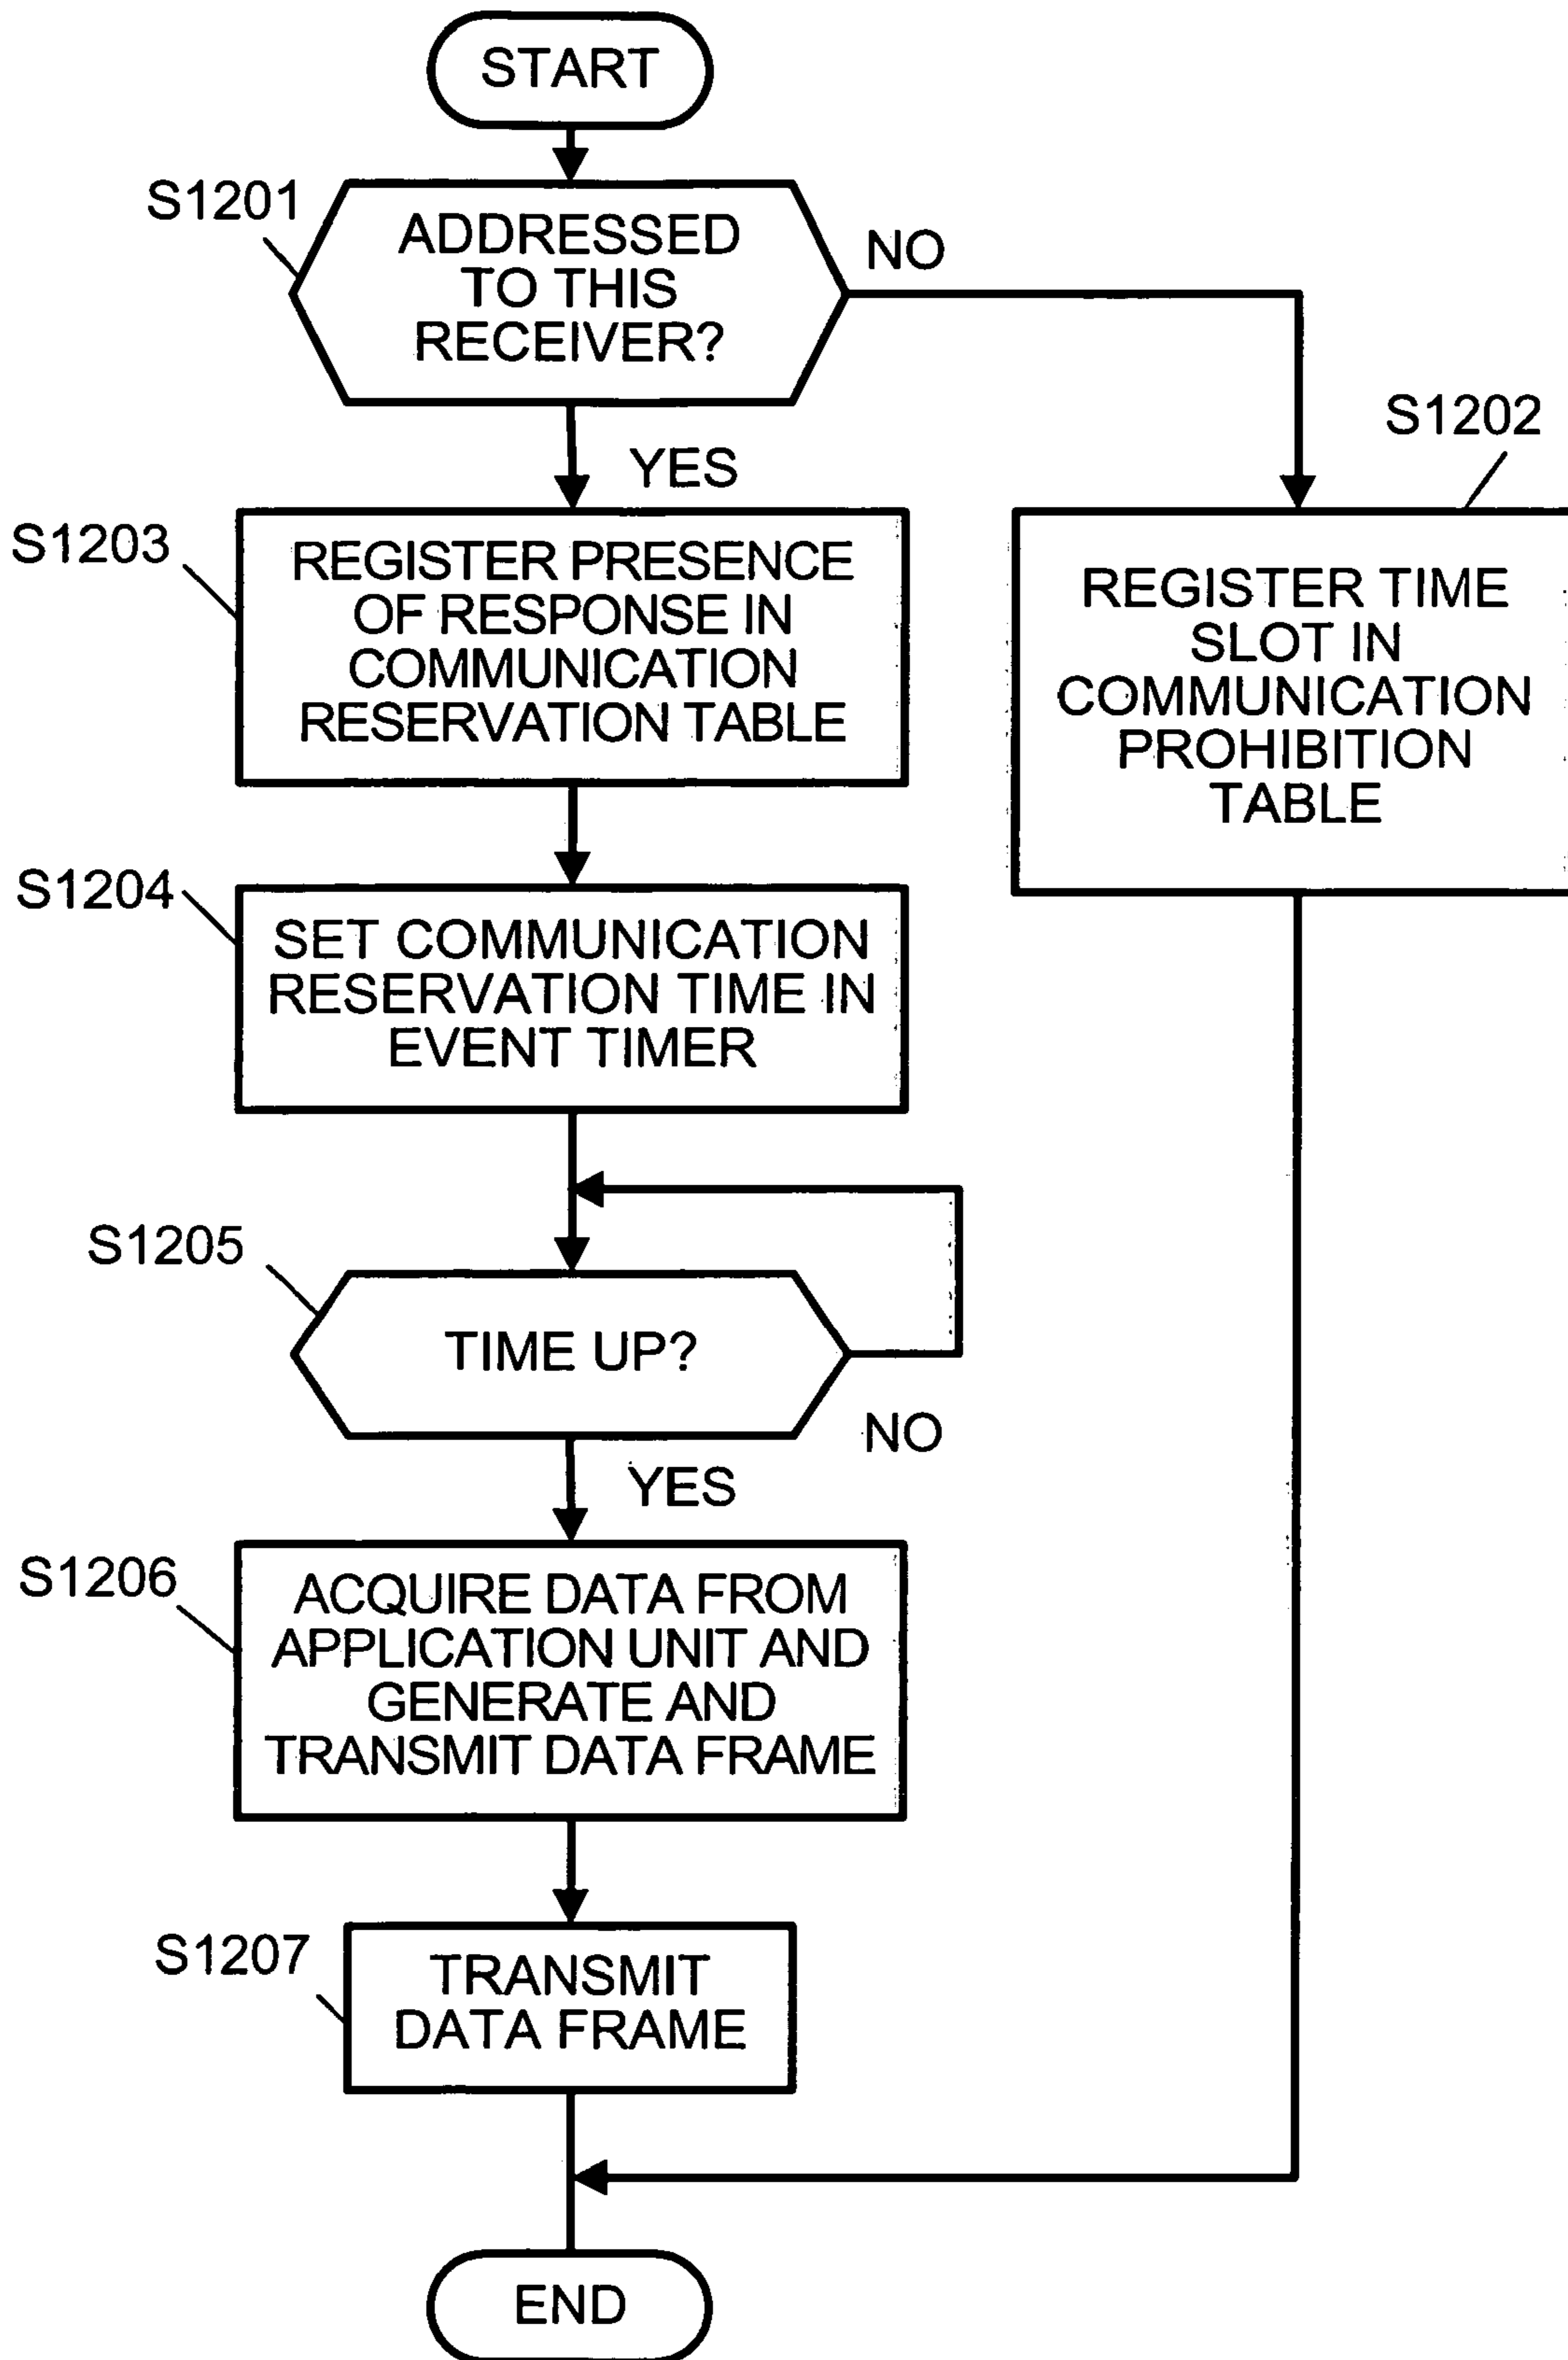 START
S1201
ADDRESSED
TO THIS
RECEIVER?
NO
YES
S1202
REGISTER TIME
SLOT IN
COMMUNICATION
PROHIBITION
TABLE
S1203
REGISTER PRESENCE
OF RESPONSE IN
COMMUNICATION
RESERVATION TABLE
S1204
SET COMMUNICATION
RESERVATION TIME IN
EVENT TIMER
S1205
TIME UP?
NO
YES
S1206
ACQUIRE DATA FROM
APPLICATION UNIT AND
GENERATE AND
TRANSMIT DATA FRAME
S1207
TRANSMIT
DATA FRAME
END